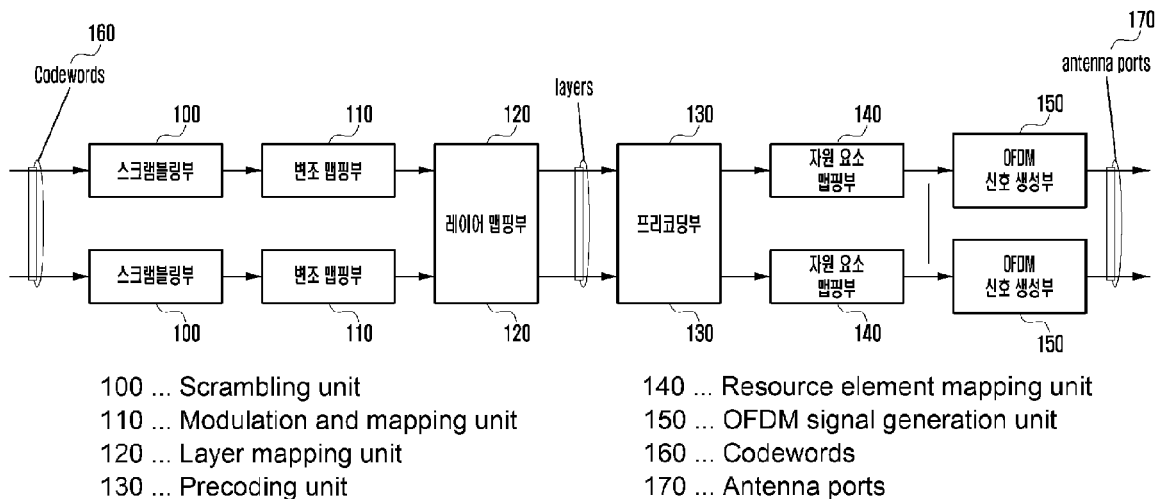 160
170
Codewords
layers
antenna ports
100
110
120
130
140
150
스크램블링부
변조 맵핑부
레이어 맵핑부
프리코딩부
자원 요소
맵핑부
OFDM
신호 생성부
스크램블링부
변조 맵핑부
자원 요소
맵핑부
OFDM
신호 생성부
100
110
120
130
140
150
100 ... Scrambling unit
110 ... Modulation and mapping unit
120 ... Layer mapping unit
130 ... Precoding unit
140 ... Resource element mapping unit
150 ... OFDM signal generation unit
160 ... Codewords
170 ... Antenna ports